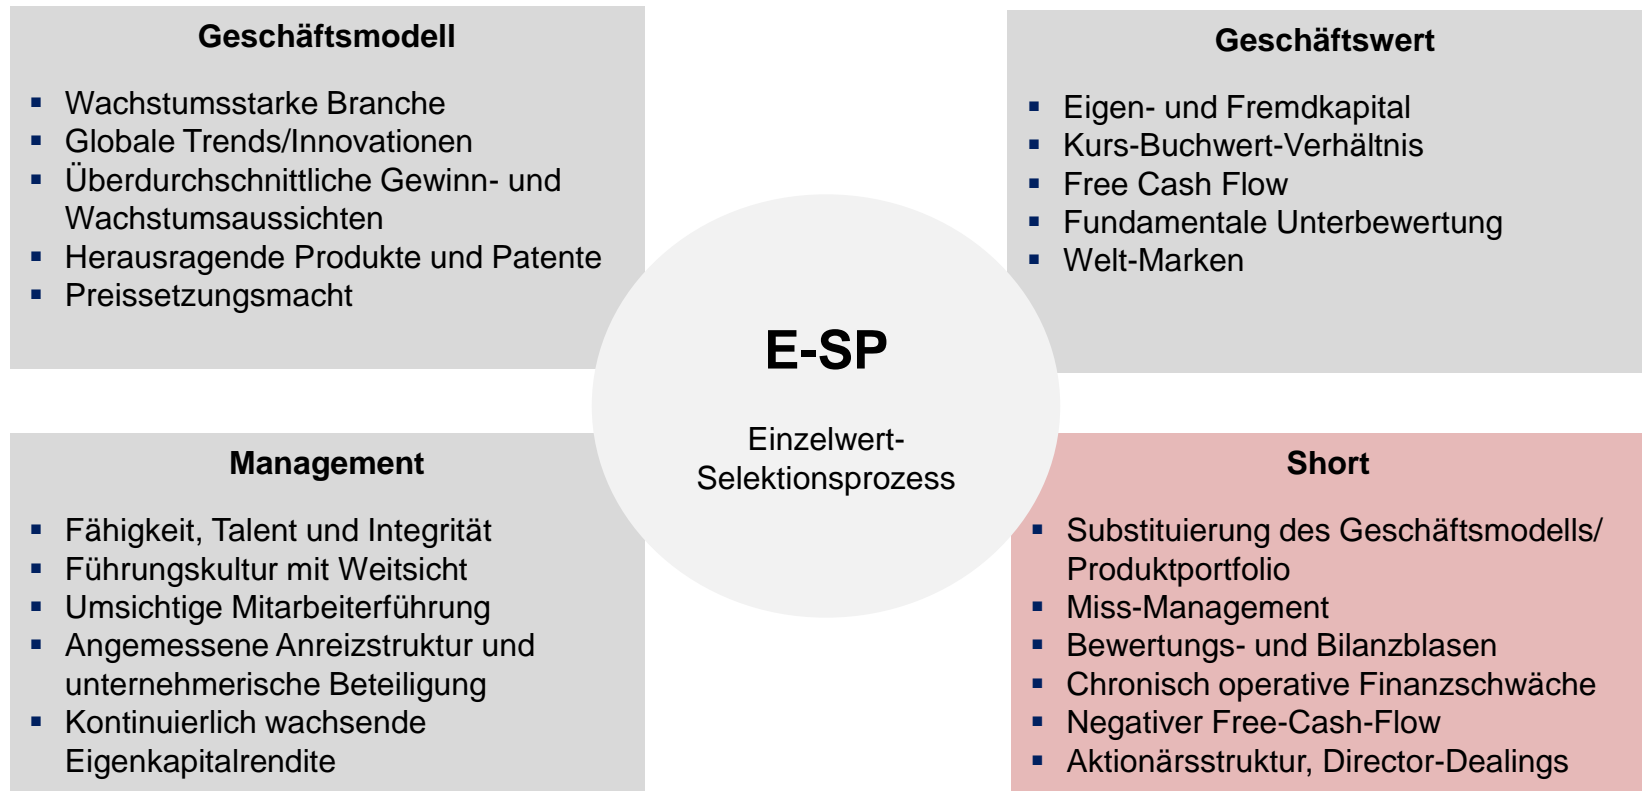 Geschäftsmodell
▪ Wachstumsstarke Branche
▪ Globale Trends/Innovationen
▪ Überdurchschnittliche Gewinn- und
Wachstumsaussichten
▪ Herausragende Produkte und Patente
▪ Preissetzungsmacht
Geschäftswert
▪ Eigen- und Fremdkapital
▪ Kurs-Buchwert-Verhältnis
▪ Free Cash Flow
▪ Fundamentale Unterbewertung
▪ Welt-Marken
E-SP
Einzelwert-
Selektionsprozess
Management
▪ Fähigkeit, Talent und Integrität
▪ Führungskultur mit Weitsicht
▪ Umsichtige Mitarbeiterführung
▪ Angemessene Anreizstruktur und
unternehmerische Beteiligung
▪ Kontinuierlich wachsende
Eigenkapitalrendite
Short
▪ Substituierung des Geschäftsmodells/
Produktportfolio
▪ Miss-Management
▪ Bewertungs- und Bilanzblasen
▪ Chronisch operative Finanzschwäche
▪ Negativer Free-Cash-Flow
▪ Aktionärsstruktur, Director-Dealings